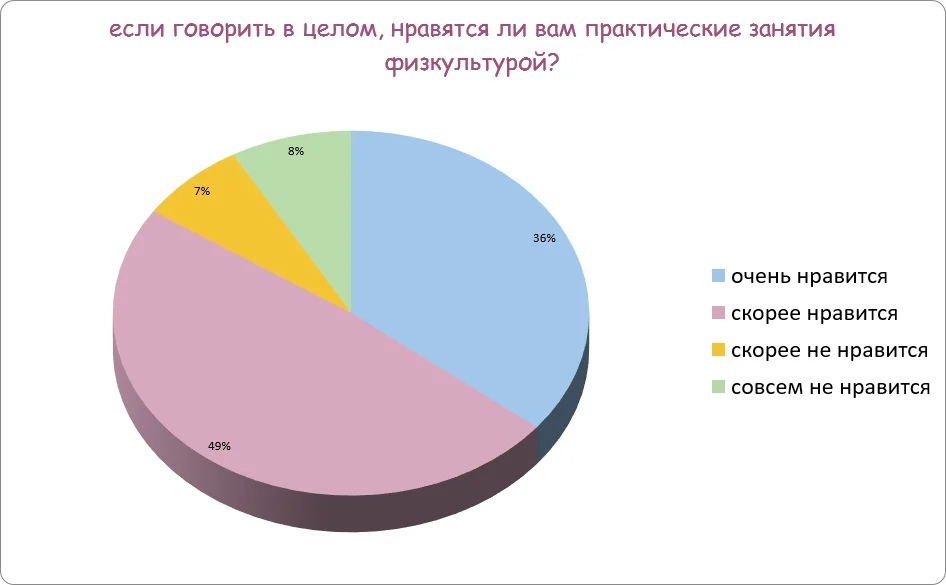 если говорить в целом, нравятся ли вам практические занятия
физкультурой?
8%
7%
36%
49%
очень нравится
скорее нравится
скорее не нравится
совсем не нравится